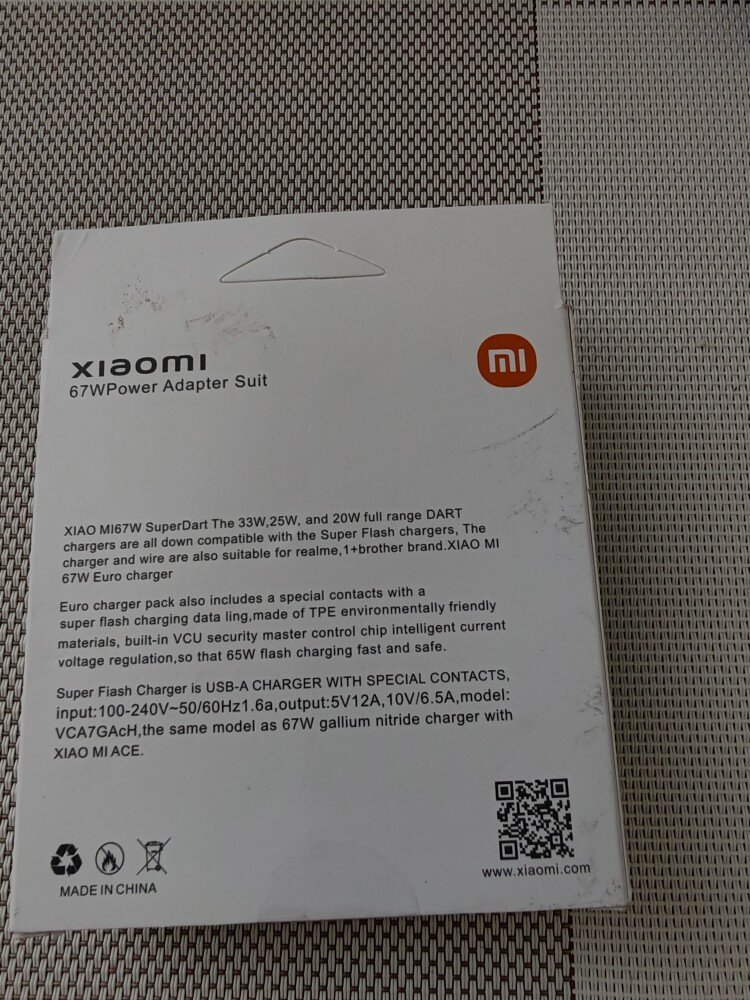 xiaomi
67WPower Adapter Suit
mi
XIAO MI67W SuperDart The 33W,25W, and 20W full range DART
chargers are all down compatible with the Super Flash chargers, The
charger and wire are also suitable for realme,1+brother brand.XIAO MI
67W Euro charger
Euro charger pack also includes a special contacts with a
super flash charging data ling,made of TPE environmentally friendly
materials, built-in VCU security master control chip intelligent current
voltage regulation,so that 65W flash charging fast and safe.
Super Flash Charger is USB-A CHARGER WITH SPECIAL CONTACTS,
input:100-240V~50/60Hz1.6a,output:5V12A,10V/6.5A,model:
VCA7GAcH,the same model as 67W gallium nitride charger with
XIAO MI ACE.
www.xiaomi.com
MADE IN CHINA